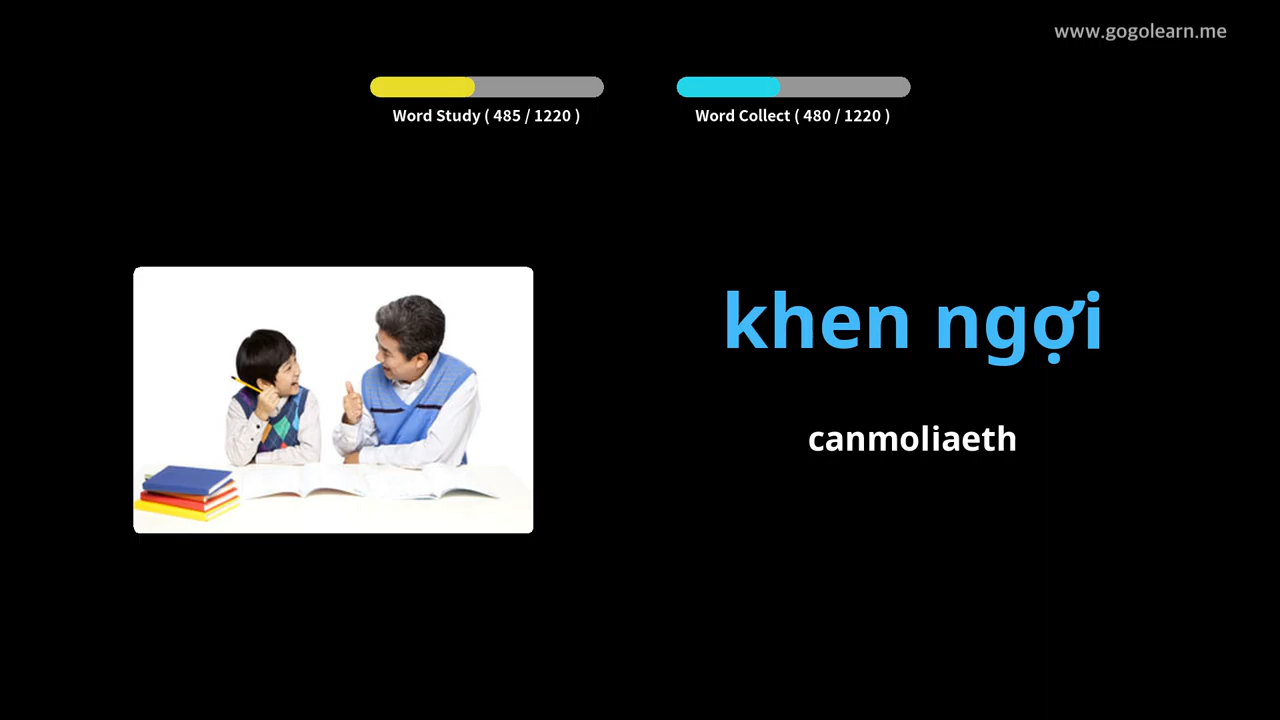 www.gogolearn.me
Word Study ( 485 / 1220 )
Word Collect ( 480 / 1220 )
khen ngợi
canmoliaeth